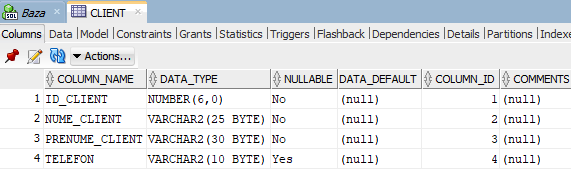 SQL Baza CLIENT
Columns Data Model Constraints Grants Statistics Triggers Flashback Dependencies Details Partitions Indexe
Actions...
COLUMN_NAME DATA_TYPE NULLABLE DATA_DEFAULT COLUMN_ID COMMENTS
1 ID_CLIENT NUMBER(6,0) No (null) 1 (null)
2 NUME_CLIENT VARCHAR2(25 BYTE) No (null) 2 (null)
3 PRENUME_CLIENT VARCHAR2(30 BYTE) No (null) 3 (null)
4 TELEFON VARCHAR2(10 BYTE) Yes (null) 4 (null)